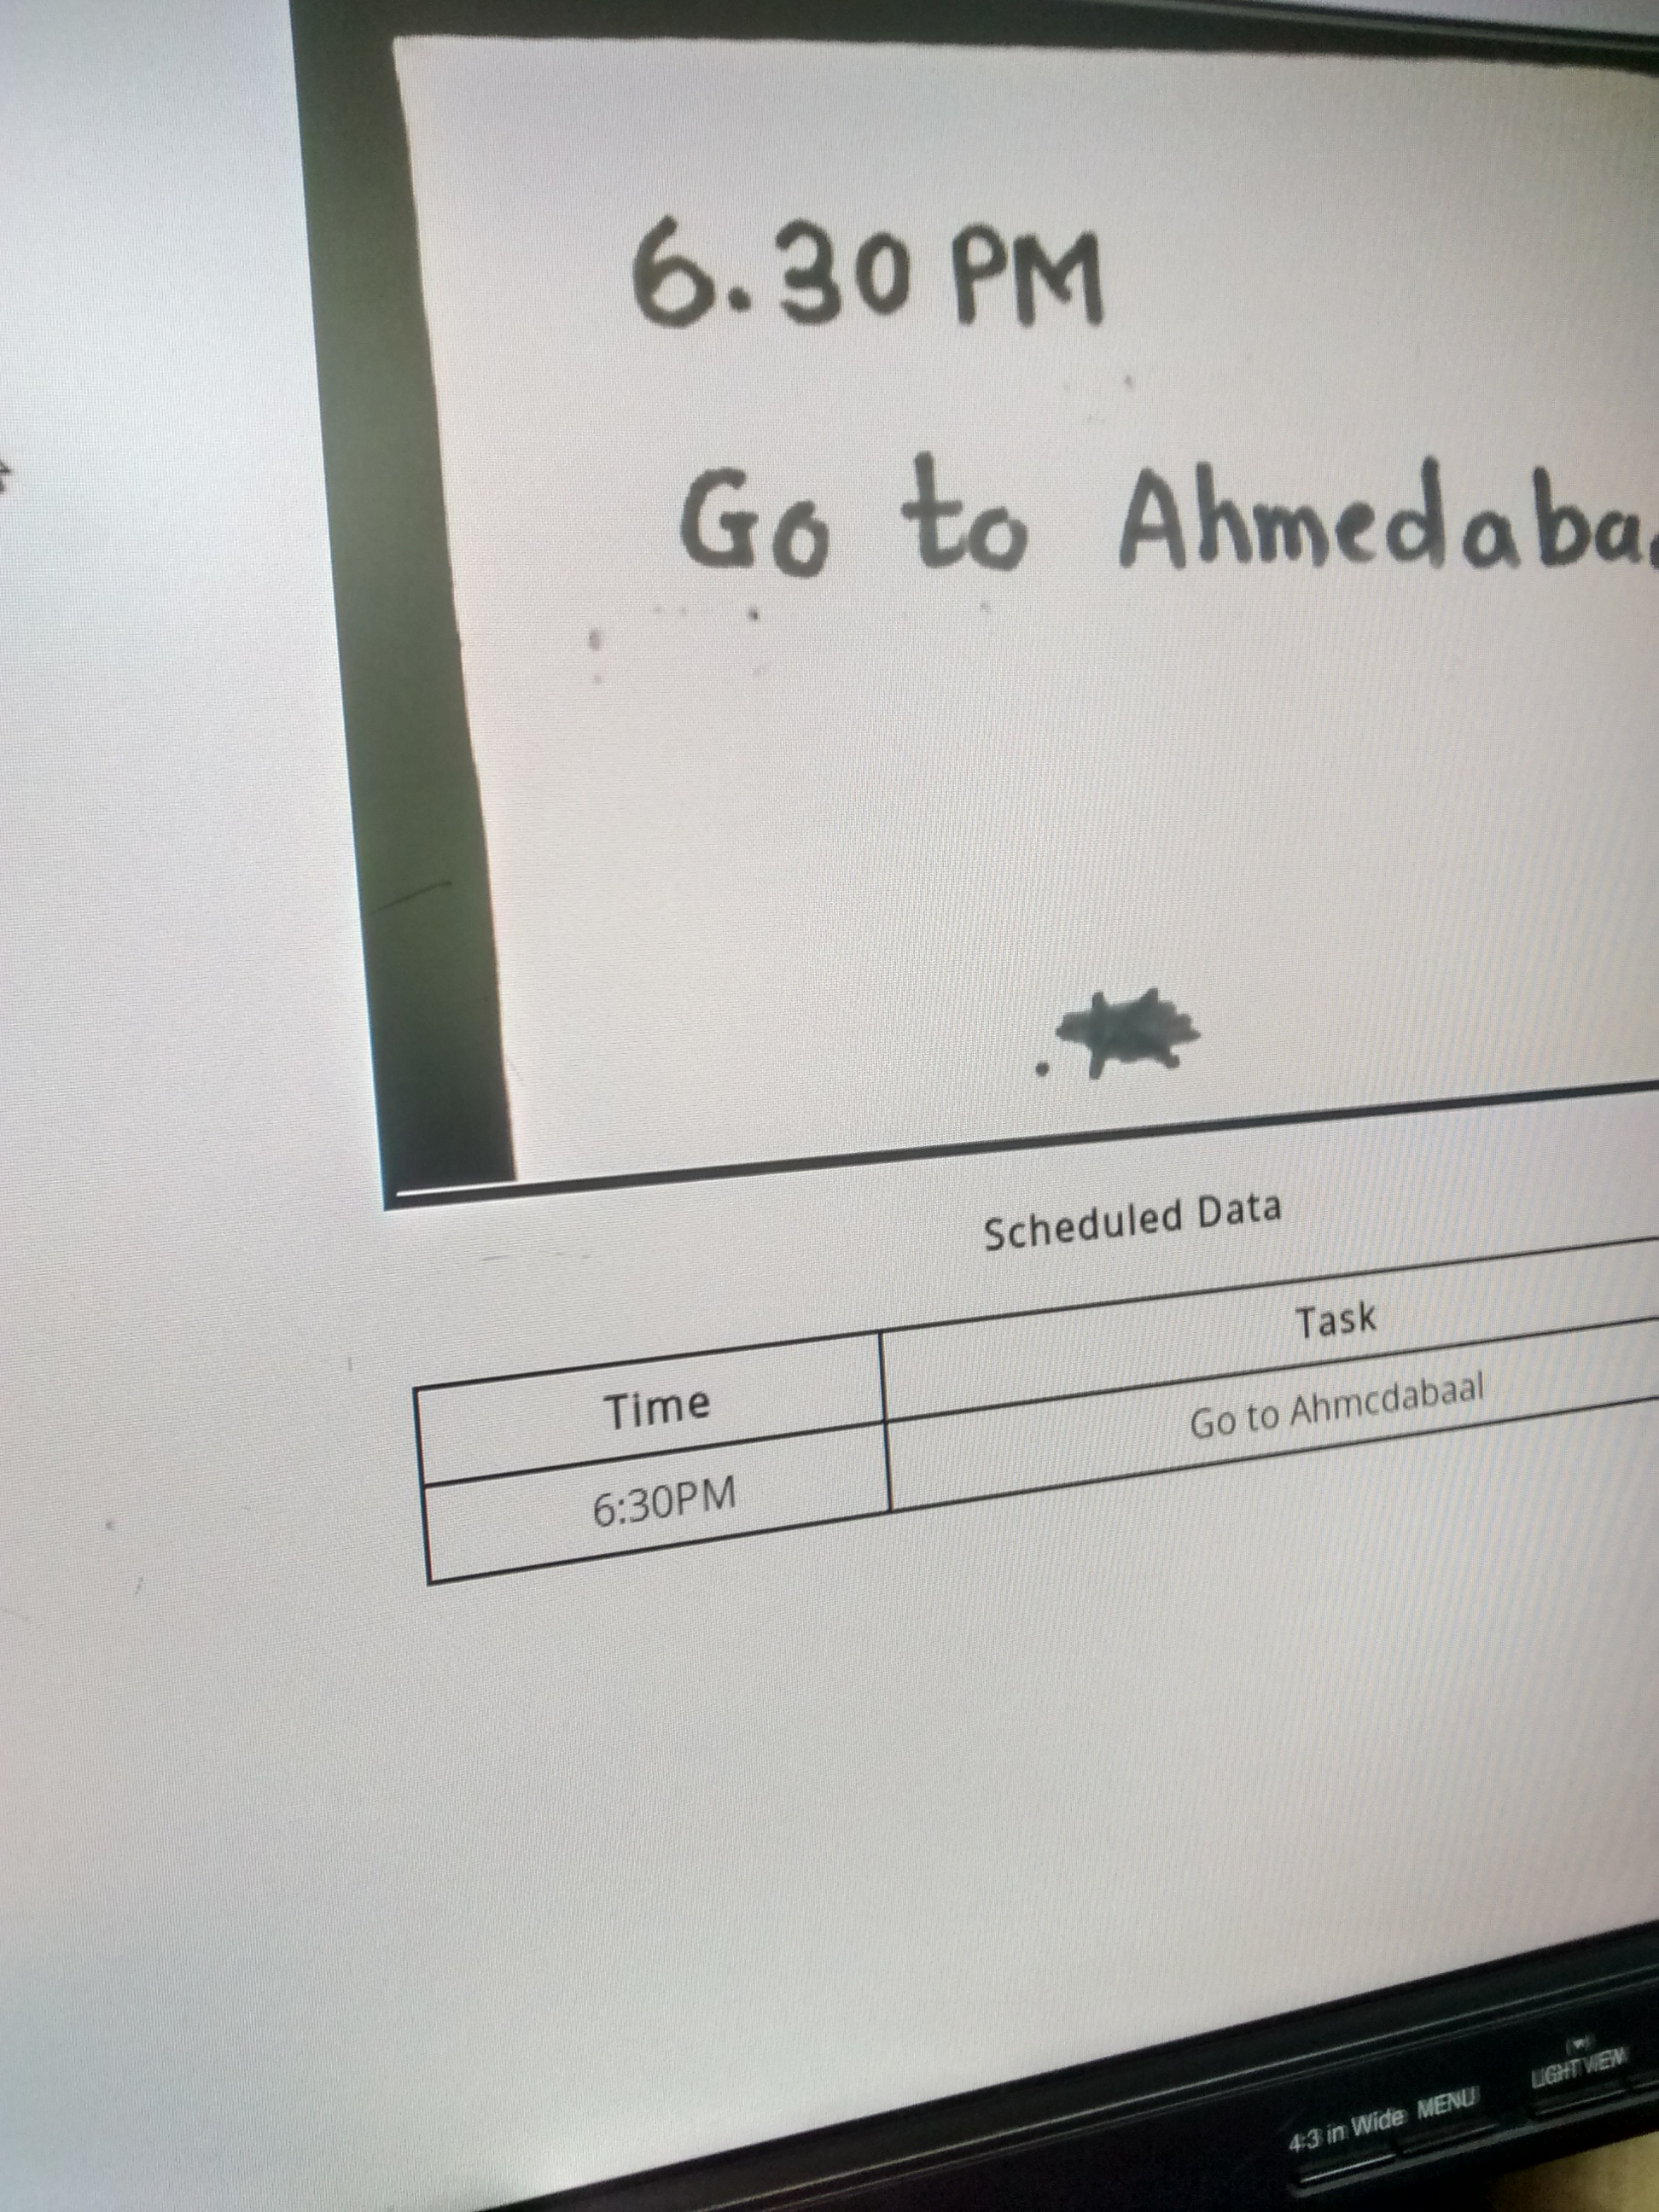 6.30 PM
Go to Ahmedaba
Scheduled Data
Time
Task
6:30PM
Go to Ahmcdabaal
4:3 in Wide MENU
LIGHT VIEW